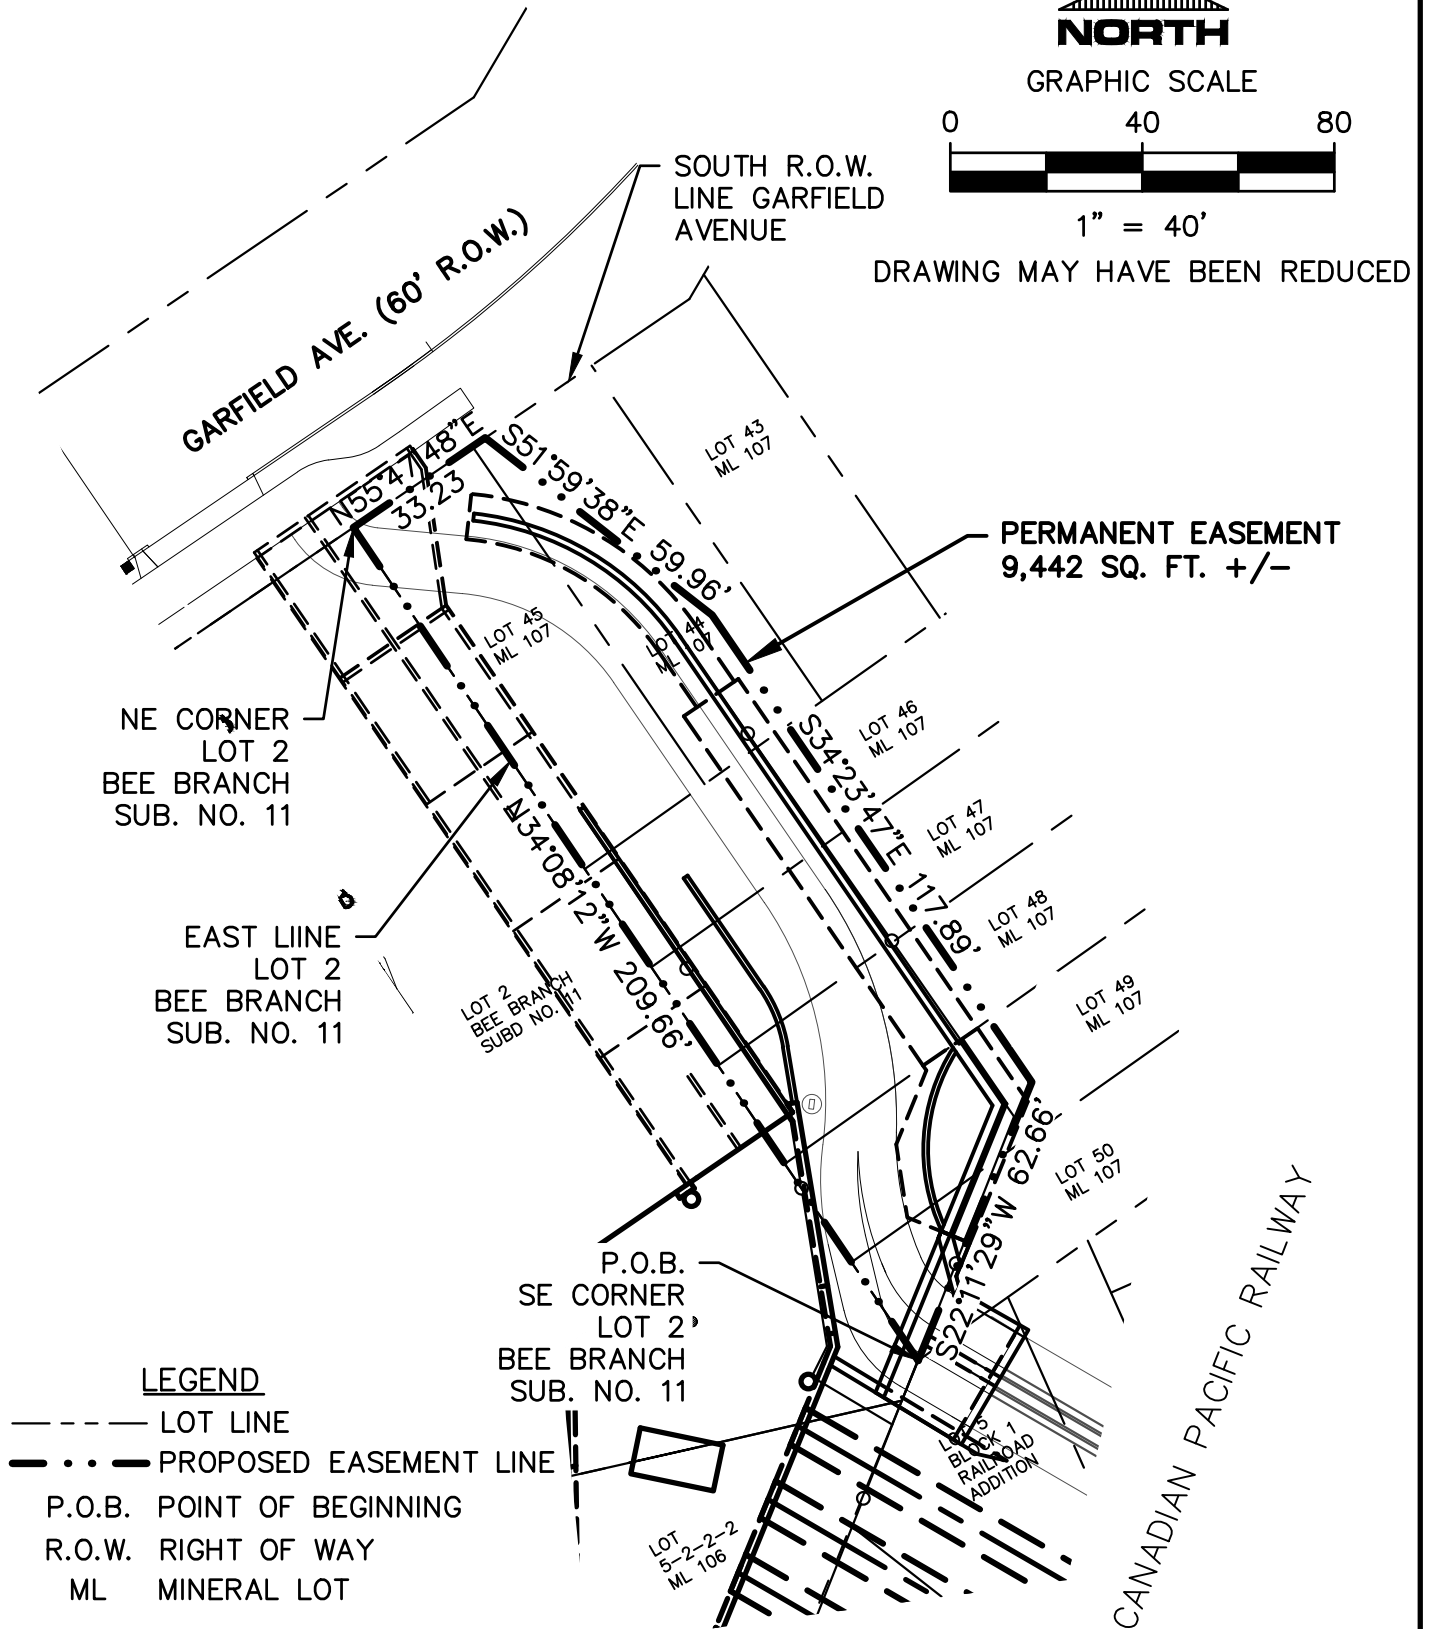 NORTH
GRAPHIC SCALE
0 40 80
1” = 40’
DRAWING MAY HAVE BEEN REDUCED
SOUTH R.O.W.
LINE GARFIELD
AVENUE
GARFIELD AVE. (60’ R.O.W.)
N55°47’48”E
33.23
S51°59’38”E 59.96’
LOT 43
ML 107
PERMANENT EASEMENT
9,442 SQ. FT. +/−
LOT 45
ML 107
LOT 44
ML 107
NE CORNER
LOT 2
BEE BRANCH
SUB. NO. 11
S34°23’47”E 117.89’
LOT 46
ML 107
LOT 47
ML 107
LOT 48
ML 107
LOT 49
ML 107
LOT 50
ML 107
N34°08’12”W 209.66’
EAST LIINE
LOT 2
BEE BRANCH
SUB. NO. 11
LOT 2
BEE BRANCH
SUBD NO. 11
S22°11’29”W 62.66’
P.O.B.
SE CORNER
LOT 2
BEE BRANCH
SUB. NO. 11
CANADIAN PACIFIC RAILWAY
LOT 5
BLOCK 1
RAILROAD
ADDITION
LOT
5-2-2-2
ML 106
LEGEND
LOT LINE
PROPOSED EASEMENT LINE
P.O.B. POINT OF BEGINNING
R.O.W. RIGHT OF WAY
ML MINERAL LOT